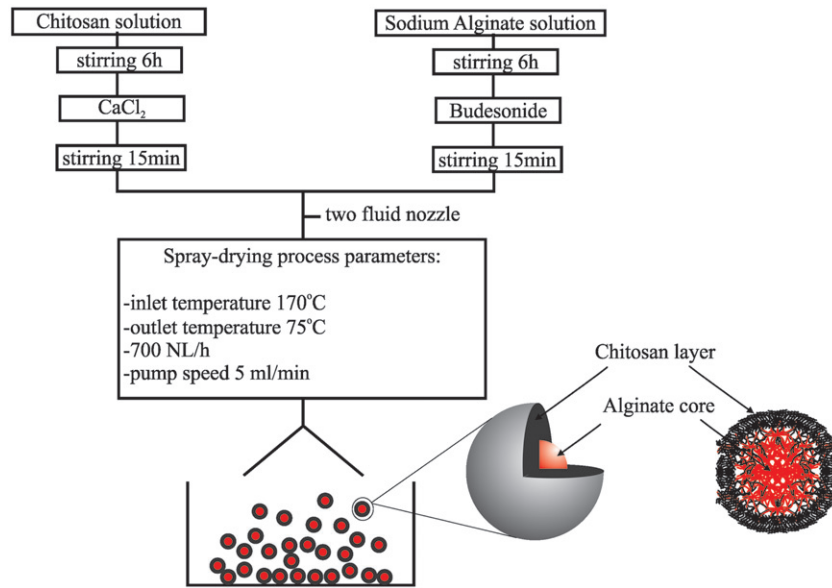 Chitosan solution
stirring 6h
CaCl₂
stirring 15min
Sodium Alginate solution
stirring 6h
Budesonide
stirring 15min
two fluid nozzle
Spray-drying process parameters:
-inlet temperature 170°C
-outlet temperature 75°C
-700 NL/h
-pump speed 5 ml/min
Chitosan layer
Alginate core